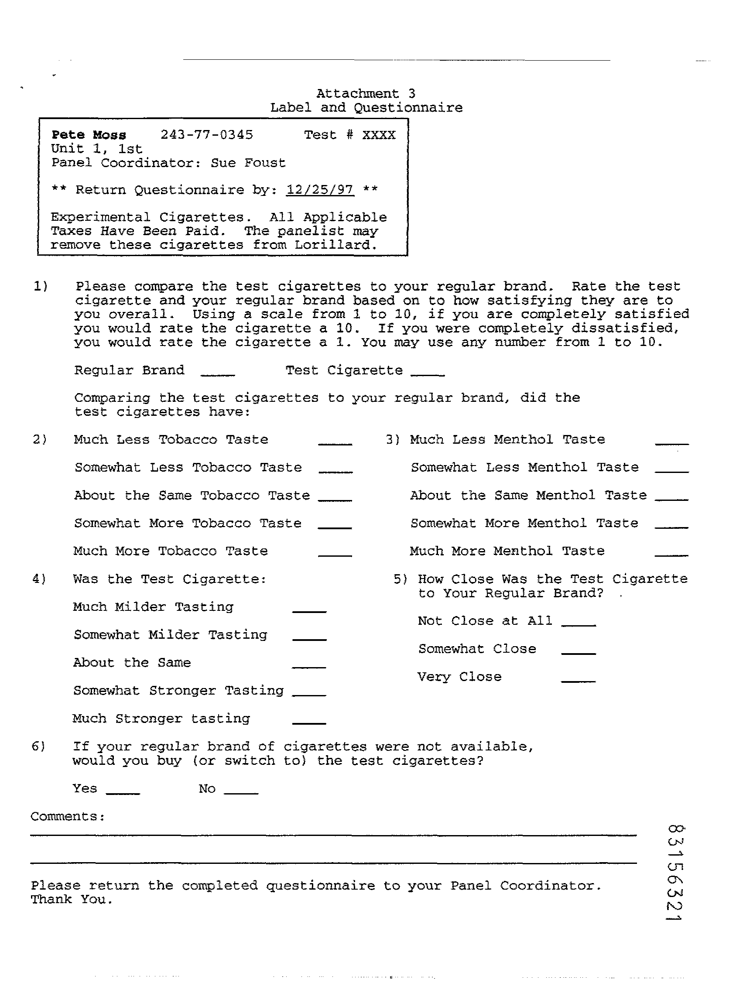 Attachment 3
Label and Questionnaire
Pete Moss 243-77-0345 Test # XXXX
Unit 1, 1st
Panel Coordinator: Sue Foust
** Return Questionnaire by: 12/25/97 **
Experimental Cigarettes. All Applicable
Taxes Have Been Paid. The panelist may
remove these cigarettes from Lorillard.
1) Please compare the test cigarettes to your regular brand. Rate the test
cigarette and your regular brand based on to how satisfying they are to
you overall. Using a scale from 1 to 10, if you are completely satisfied
you would rate the cigarette a 10. If you were completely dissatisfied,
you would rate the cigarette a 1. You may use any number from 1 to 10.
Regular Brand ____ Test Cigarette ____
Comparing the test cigarettes to your regular brand, did the
test cigarettes have:
2) Much Less Tobacco Taste ____
Somewhat Less Tobacco Taste ____
About the Same Tobacco Taste ____
Somewhat More Tobacco Taste ____
Much More Tobacco Taste ____
3) Much Less Menthol Taste ____
Somewhat Less Menthol Taste ____
About the Same Menthol Taste ____
Somewhat More Menthol Taste ____
Much More Menthol Taste ____
4) Was the Test Cigarette:
Much Milder Tasting ____
Somewhat Milder Tasting ____
About the Same ____
Somewhat Stronger Tasting ____
Much Stronger tasting ____
5) How Close Was the Test Cigarette
to Your Regular Brand?
Not Close at All ____
Somewhat Close ____
Very Close ____
6) If your regular brand of cigarettes were not available,
would you buy (or switch to) the test cigarettes?
Yes ____ No ____
Comments:
Please return the completed questionnaire to your Panel Coordinator.
Thank You.
83156321